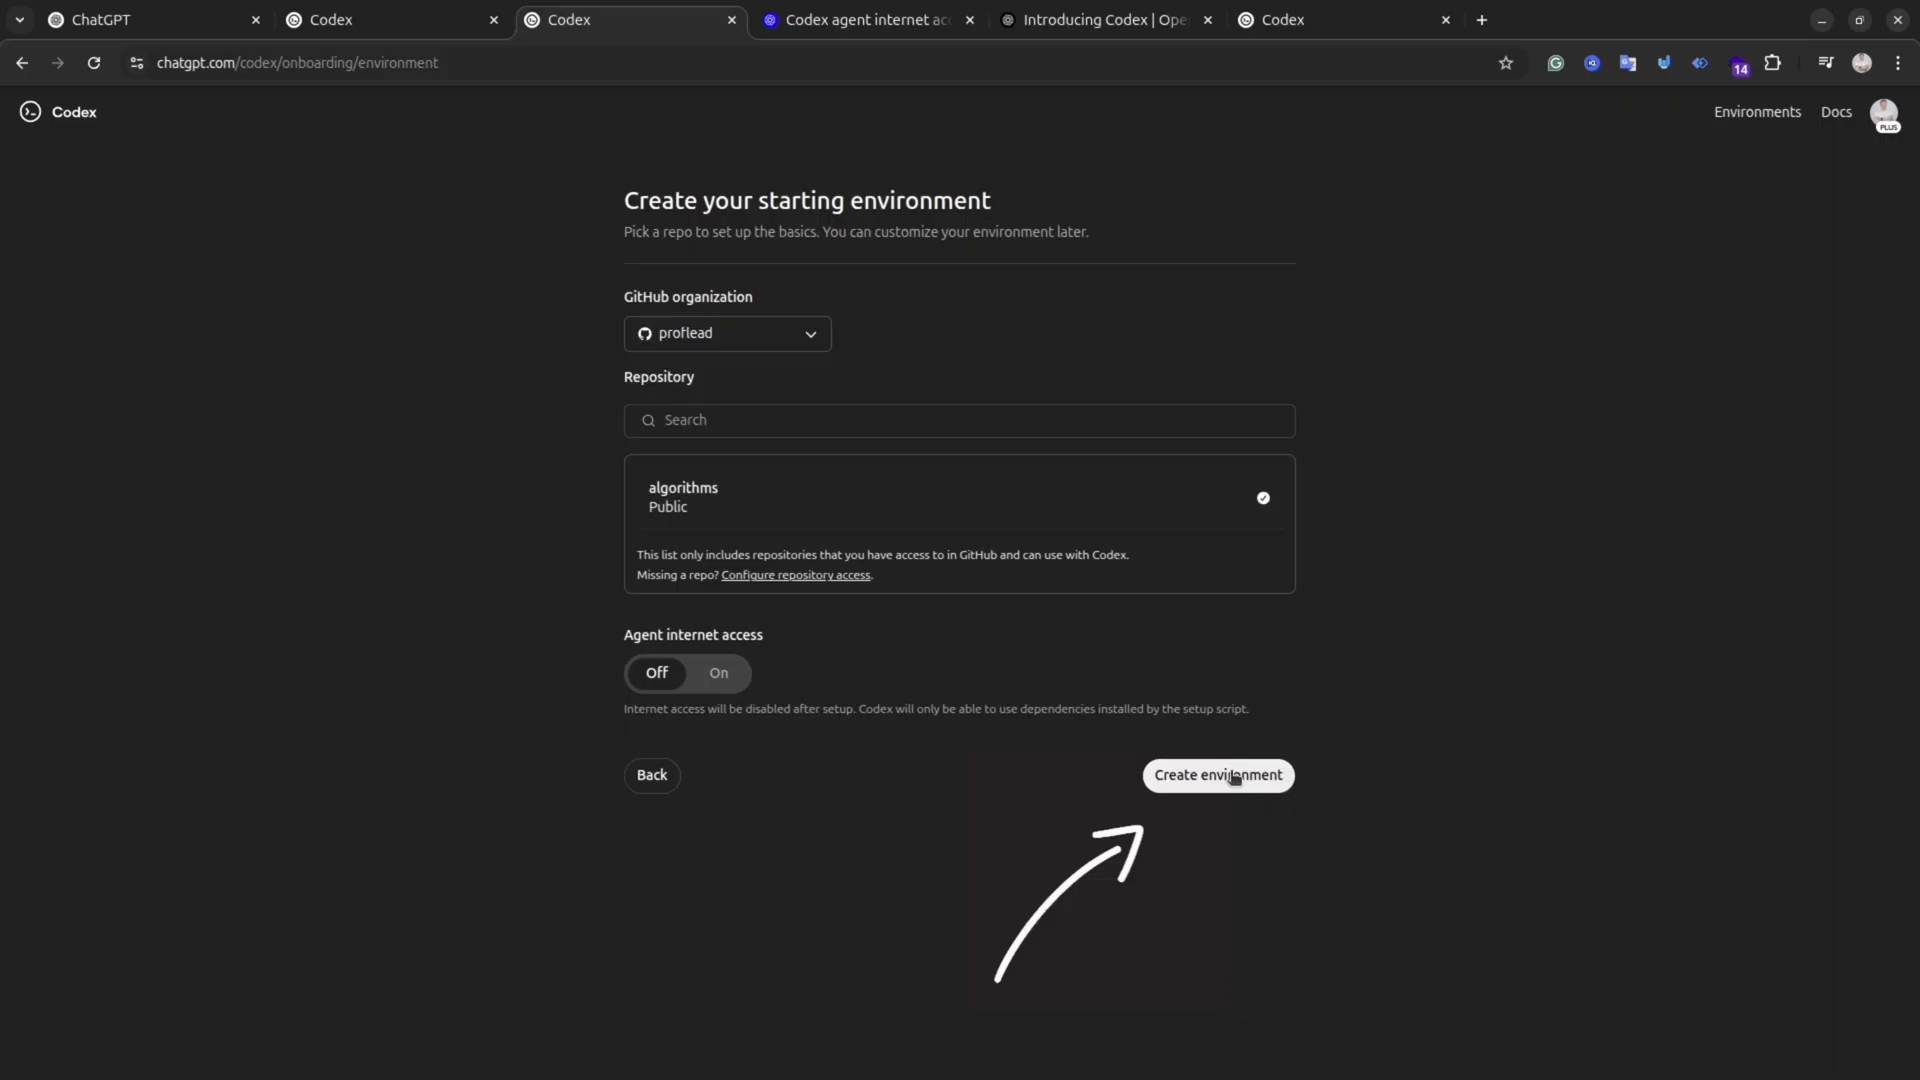 ChatGPT
Codex
Codex
Codex agent internet acc
Introducing Codex | Ope
Codex
chatgpt.com/codex/onboarding/environment
14
Codex
Environments
Docs
PLUS
Create your starting environment
Pick a repo to set up the basics. You can customize your environment later.
GitHub organization
proflead
Repository
Search
algorithms
Public
This list only includes repositories that you have access to in GitHub and can use with Codex.
Missing a repo? Configure repository access.
Agent internet access
Off
On
Internet access will be disabled after setup. Codex will only be able to use dependencies installed by the setup script.
Back
Create environment